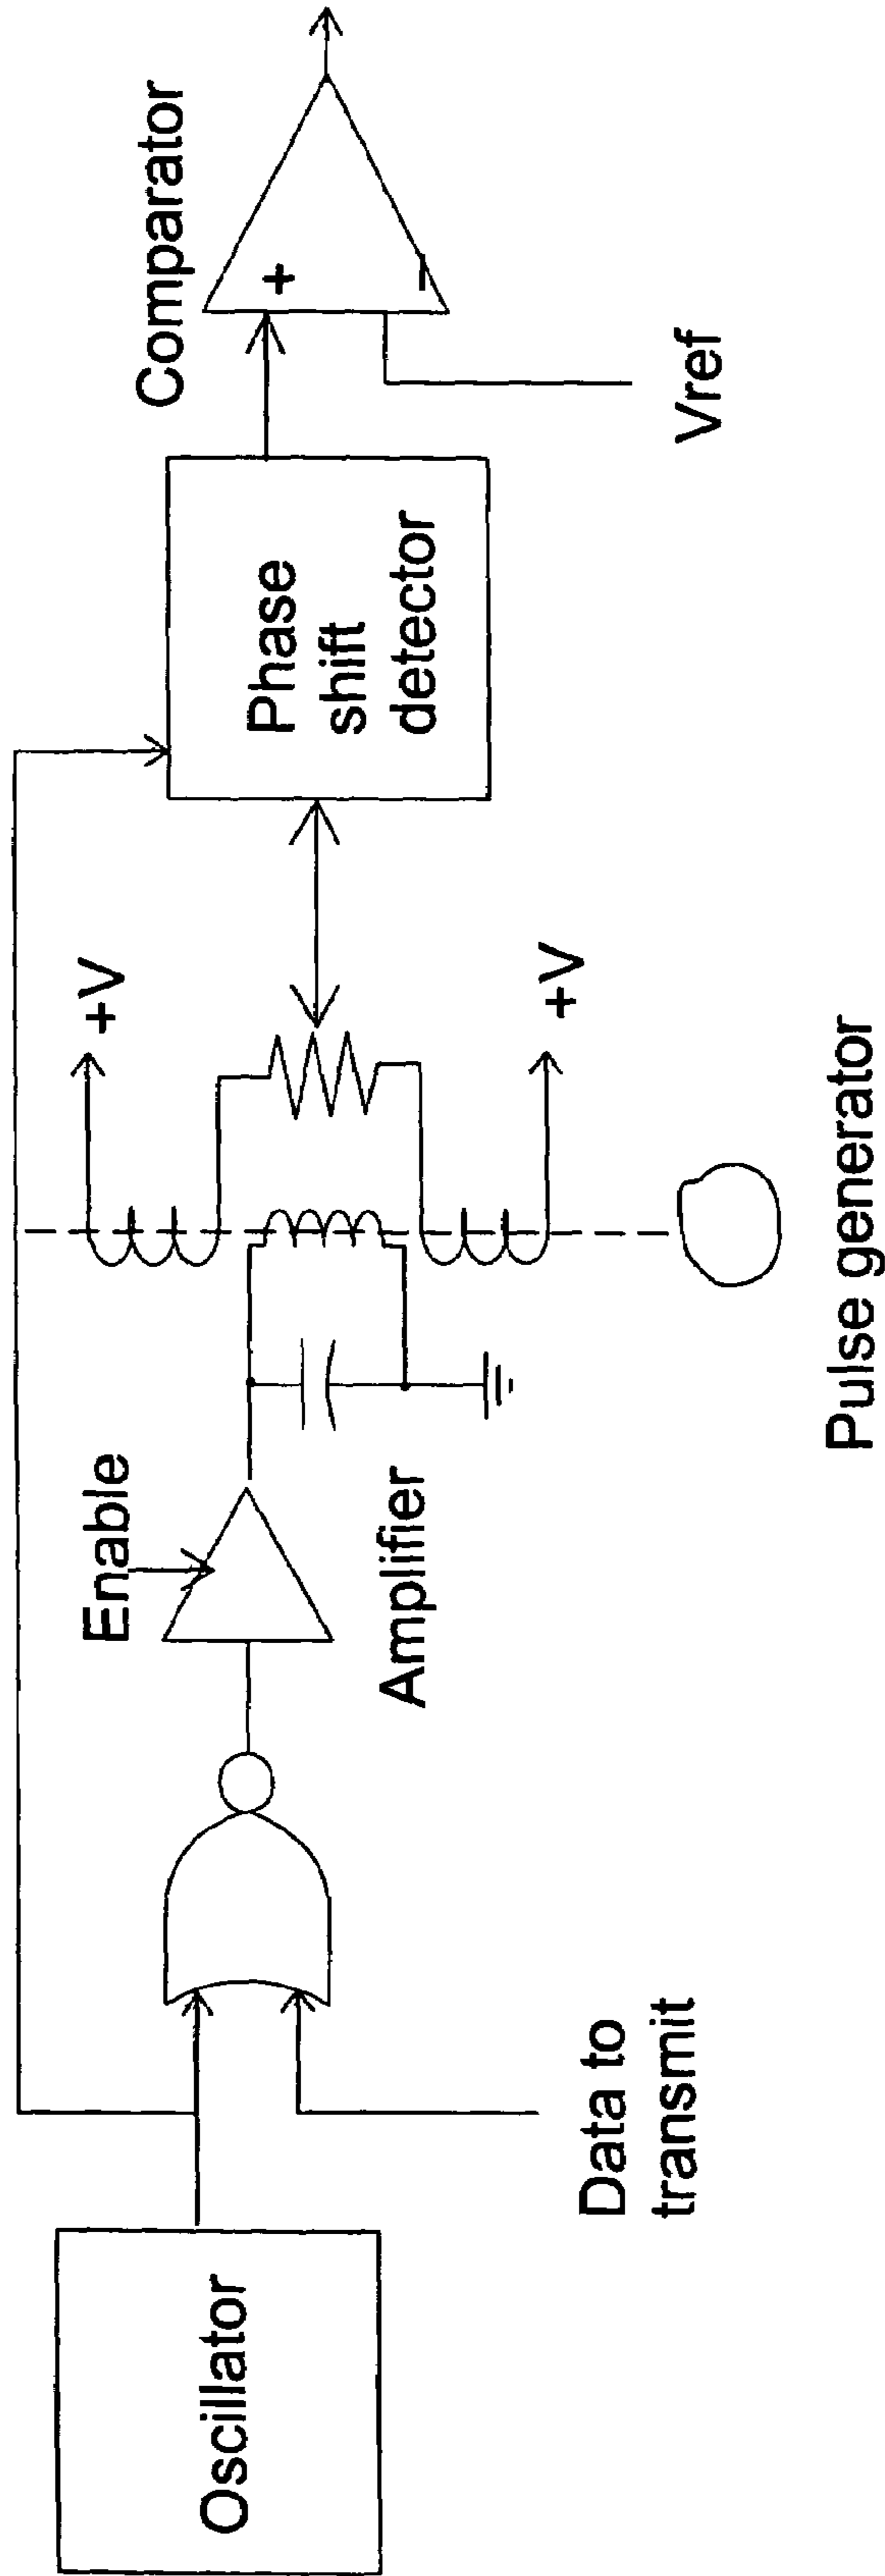 Oscillator
Data to
transmit
Enable
Amplifier
+V
+V
Pulse generator
Phase
shift
detector
Comparator
+
−
Vref